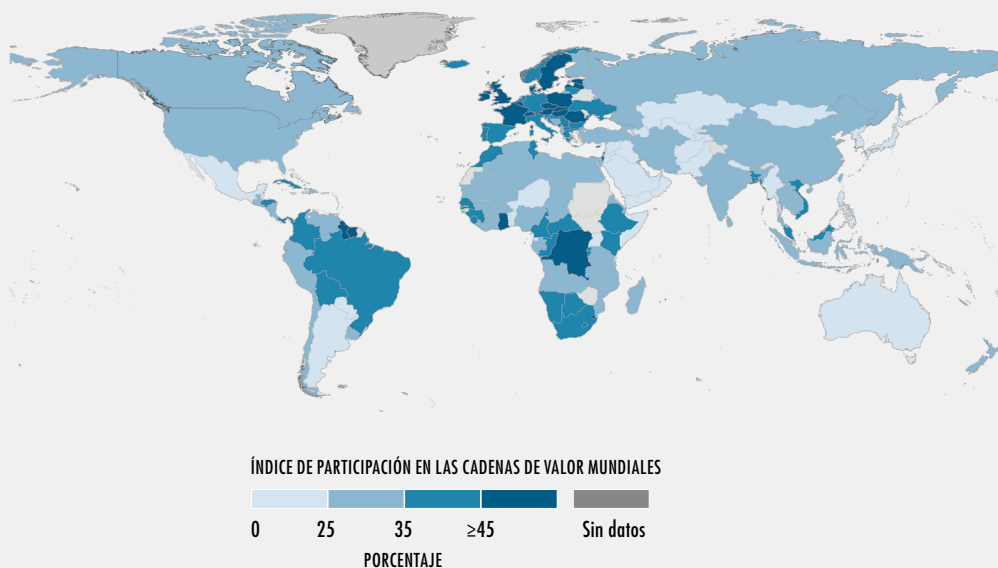 ÍNDICE DE PARTICIPACIÓN EN LAS CADENAS DE VALOR MUNDIALES
0 25 35 ≥45 Sin datos
PORCENTAJE